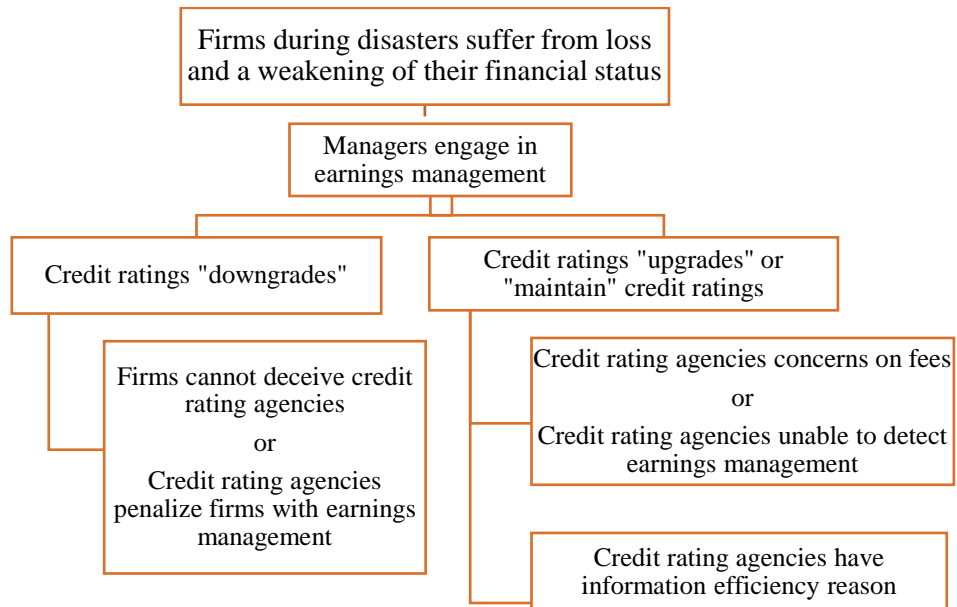 Firms during disasters suffer from loss
and a weakening of their financial status
Managers engage in
earnings management
Credit ratings "downgrades"
Credit ratings "upgrades" or
"maintain" credit ratings
Firms cannot deceive credit
rating agencies
or
Credit rating agencies
penalize firms with earnings
management
Credit rating agencies concerns on fees
or
Credit rating agencies unable to detect
earnings management
Credit rating agencies have
information efficiency reason